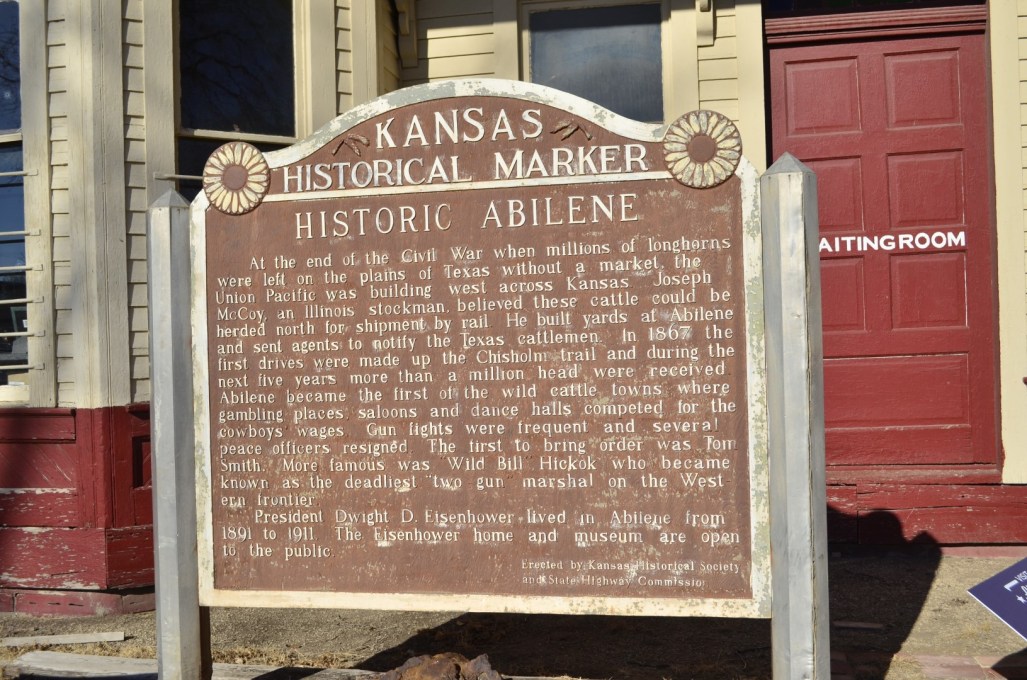 KANSAS
HISTORICAL MARKER
HISTORIC ABILENE
At the end of the Civil War when millions of longhorns
were left on the plains of Texas without a market, the
Union Pacific was building west across Kansas. Joseph
McCoy, an Illinois stockman, believed these cattle could be
herded north for shipment by rail. He built yards at Abilene
and sent agents to notify the Texas cattlemen. In 1867 the
first drives were made up the Chisholm trail and during the
next five years more than a million head were received.
Abilene became the first of the wild cattle towns where
gambling places, saloons and dance halls competed for the
cowboys wages. Gun fights were frequent and several
peace officers resigned. The first to bring order was Tom
Smith. More famous was "Wild Bill" Hickok who became
known as the deadliest "two gun" marshal on the West
ern frontier.
President Dwight D. Eisenhower lived in Abilene from
1891 to 1911. The Eisenhower home and museum are open
to the public.
Erected by Kansas Historical Society
and State Highway Commissio
AITING ROOM